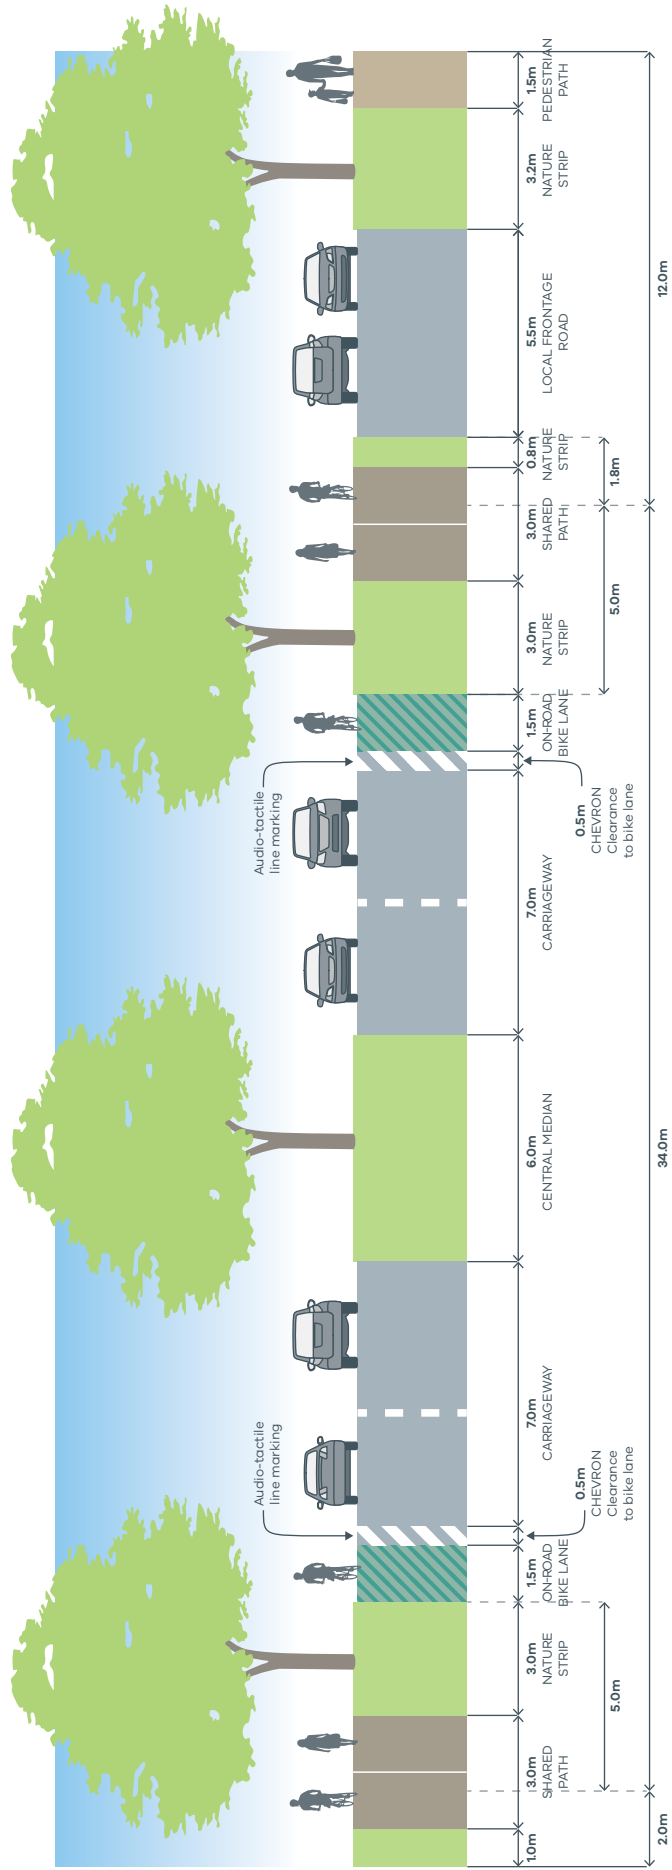 Audio-tactile
line marking
Audio-tactile
line marking
1.0m
3.0m
SHARED
PATH
3.0m
NATURE
STRIP
1.5m
ON-ROAD
BIKE LANE
0.5m
CHEVRON
Clearance
to bike lane
7.0m
CARRIAGEWAY
6.0m
CENTRAL MEDIAN
7.0m
CARRIAGEWAY
0.5m
CHEVRON
Clearance
to bike lane
1.5m
ON-ROAD
BIKE LANE
3.0m
NATURE
STRIP
3.0m
SHARED
PATH
0.8m
NATURE
STRIP
5.5m
LOCAL FRONTAGE
ROAD
3.2m
NATURE
STRIP
1.5m
PEDESTRIAN
PATH
5.0m
5.0m
1.8m
2.0m
34.0m
12.0m